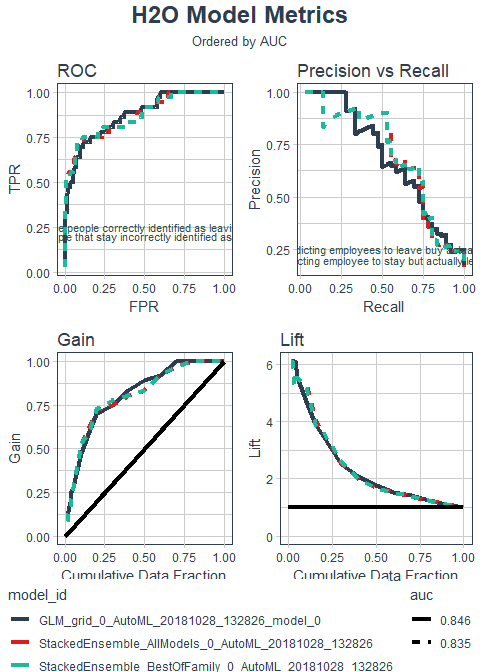 H2O Model Metrics
Ordered by AUC
ROC
Precision vs Recall
1.00
0.75
0.50
0.25
0.00
TPR
people correctly identified as leavi
ple that stay incorrectly identified as
0.00 0.25 0.50 0.75 1.00
FPR
1.00
0.75
0.50
0.25
Precision
dicting employees to leave buy
cting employee to stay but actually le
0.00 0.25 0.50 0.75 1.00
Recall
Gain
Lift
1.00
0.75
0.50
0.25
0.00
Gain
0.00 0.25 0.50 0.75 1.00
Cumulative Data Fraction
6
4
2
0
Lift
0.00 0.25 0.50 0.75 1.00
Cumulative Data Fraction
model_id
GLM_grid_0_AutoML_20181028_132826_model_0
StackedEnsemble_AllModels_0_AutoML_20181028_132826
StackedEnsemble_BestOfFamily_0_AutoML_20181028_132826
auc
0.846
0.835